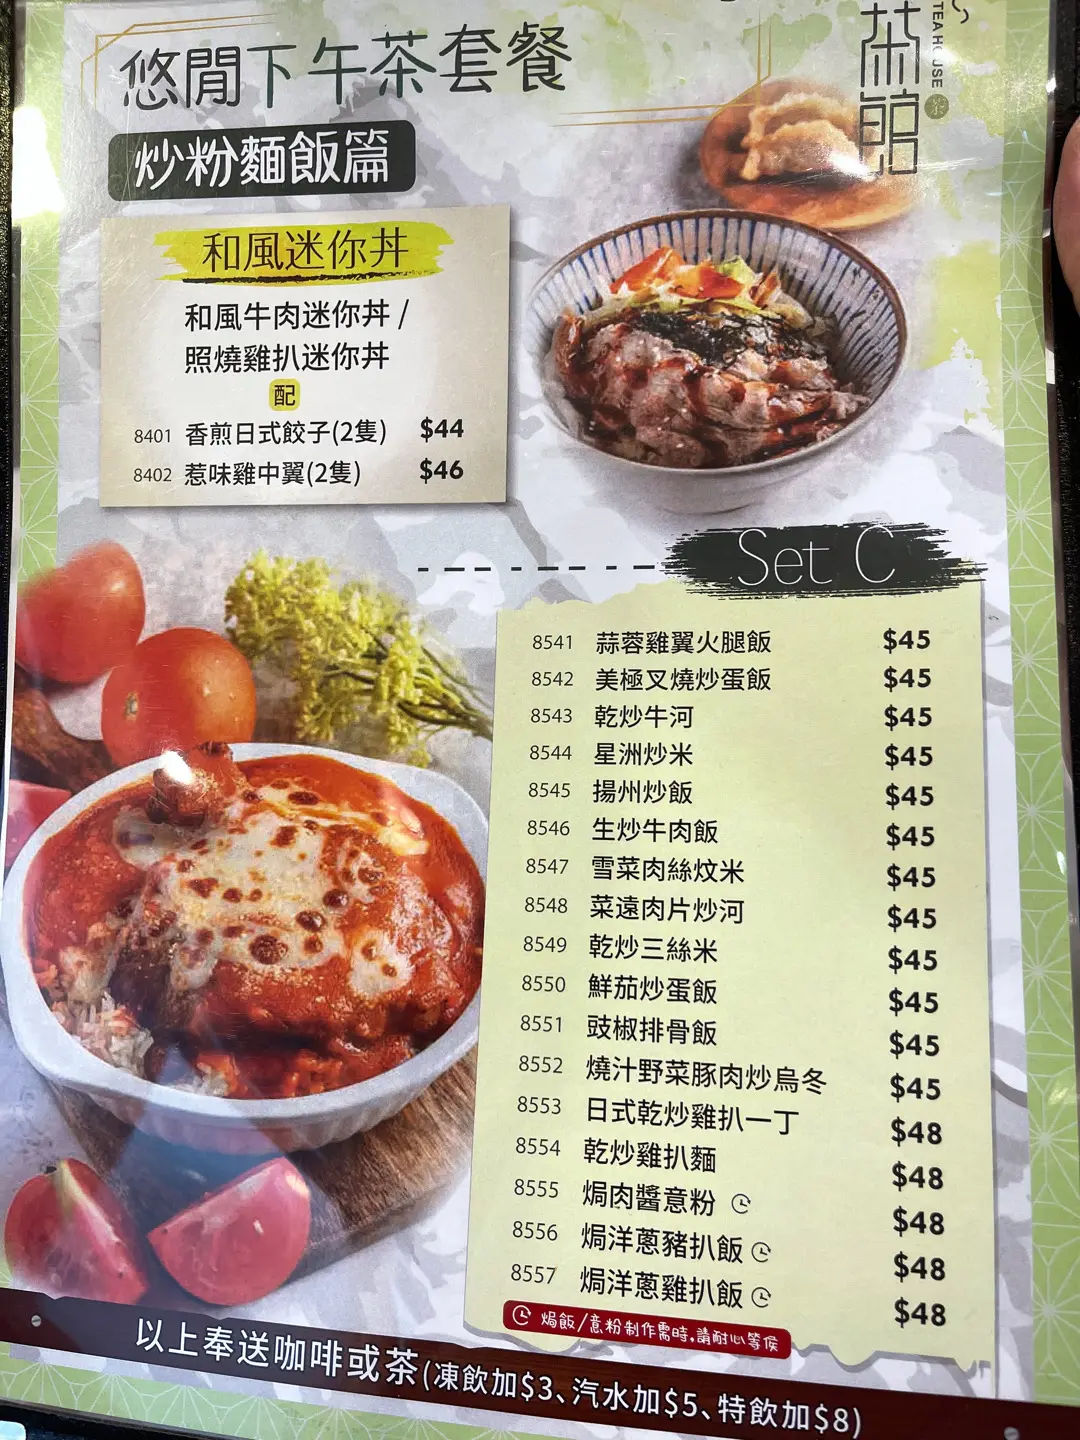 茶館
TEA HOUSE
茶
悠閒下午茶套餐
炒粉麵飯篇
和風迷你丼
和風牛肉迷你丼 /
照燒雞扒迷你丼
配
8401 香煎日式餃子(2隻) $44
8402 惹味雞中翼(2隻) $46
Set C
8541 蒜蓉雞翼火腿飯 $45
8542 美極叉燒炒蛋飯 $45
8543 乾炒牛河 $45
8544 星洲炒米 $45
8545 揚州炒飯 $45
8546 生炒牛肉飯 $45
8547 雪菜肉絲炆米 $45
8548 菜遠肉片炒河 $45
8549 乾炒三絲米 $45
8550 鮮茄炒蛋飯 $45
8551 豉椒排骨飯 $45
8552 燒汁野菜豚肉炒烏冬 $45
8553 日式乾炒雞扒一丁 $48
8554 乾炒雞扒麵 $48
8555 焗肉醬意粉 $48
8556 焗洋蔥豬扒飯 $48
8557 焗洋蔥雞扒飯 $48
焗飯/意粉制作需時,請耐心等侯
以上奉送咖啡或茶(凍飲加$3、汽水加$5、特飲加$8)